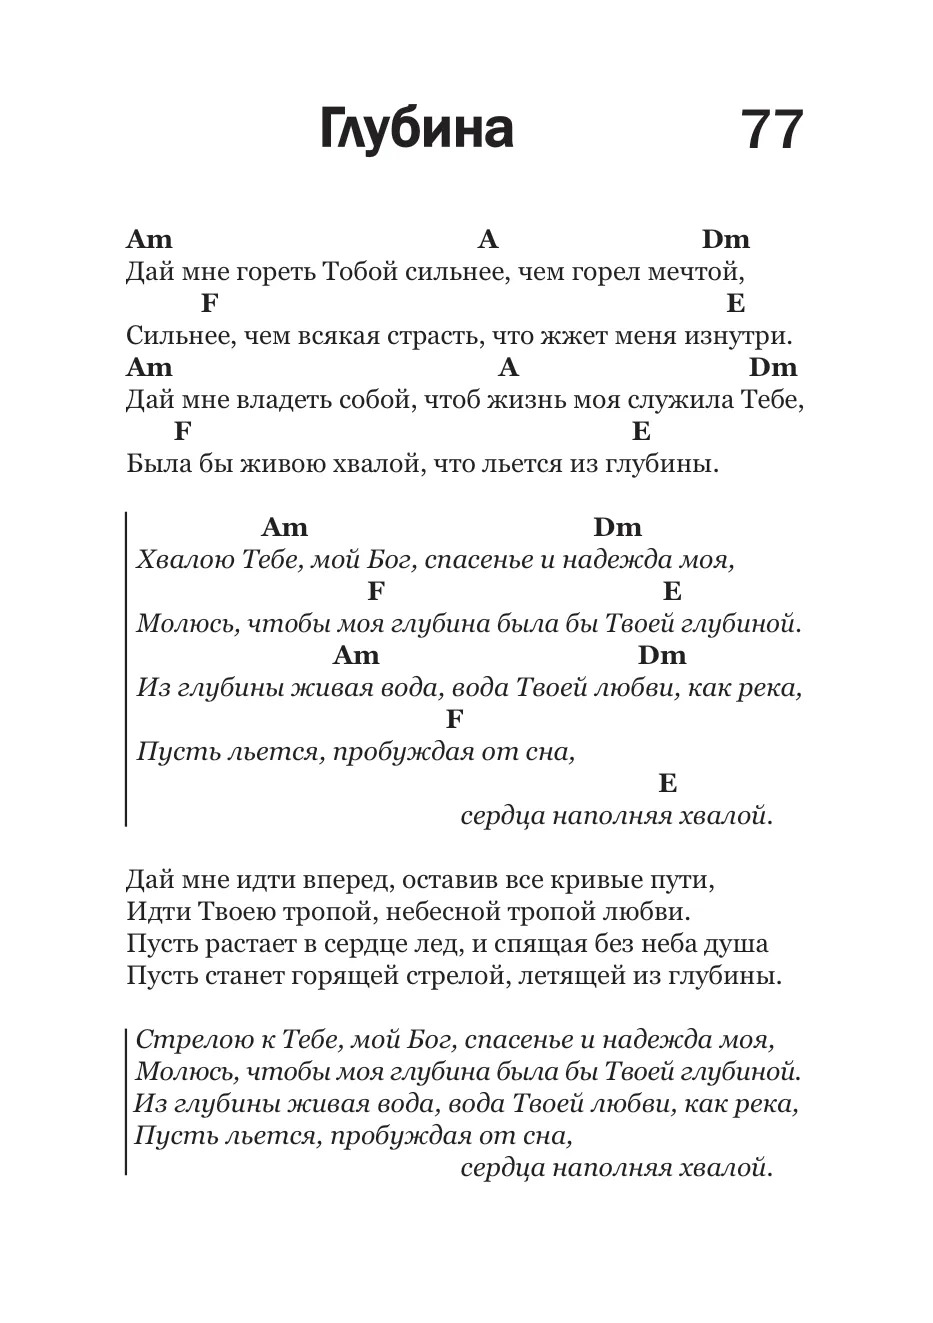 Глубина 77
Am A Dm
Дай мне гореть Тобой сильнее, чем горел мечтой,
F E
Сильнее, чем всякая страсть, что жжет меня изнутри.
Am A Dm
Дай мне владеть собой, чтоб жизнь моя служила Тебе,
F E
Была бы живою хвалой, что льется из глубины.
Am Dm
Хвалою Тебе, мой Бог, спасенье и надежда моя,
F E
Молюсь, чтобы моя глубина была бы Твоей глубиной.
Am Dm
Из глубины живая вода, вода Твоей любви, как река,
F
Пусть льется, пробуждая от сна,
E
сердца наполняя хвалой.
Дай мне идти вперед, оставив все кривые пути,
Идти Твоею тропой, небесной тропой любви.
Пусть растает в сердце лед, и спящая без неба душа
Пусть станет горящей стрелой, летящей из глубины.
Стрелою к Тебе, мой Бог, спасенье и надежда моя,
Молюсь, чтобы моя глубина была бы Твоей глубиной.
Из глубины живая вода, вода Твоей любви, как река,
Пусть льется, пробуждая от сна,
сердца наполняя хвалой.